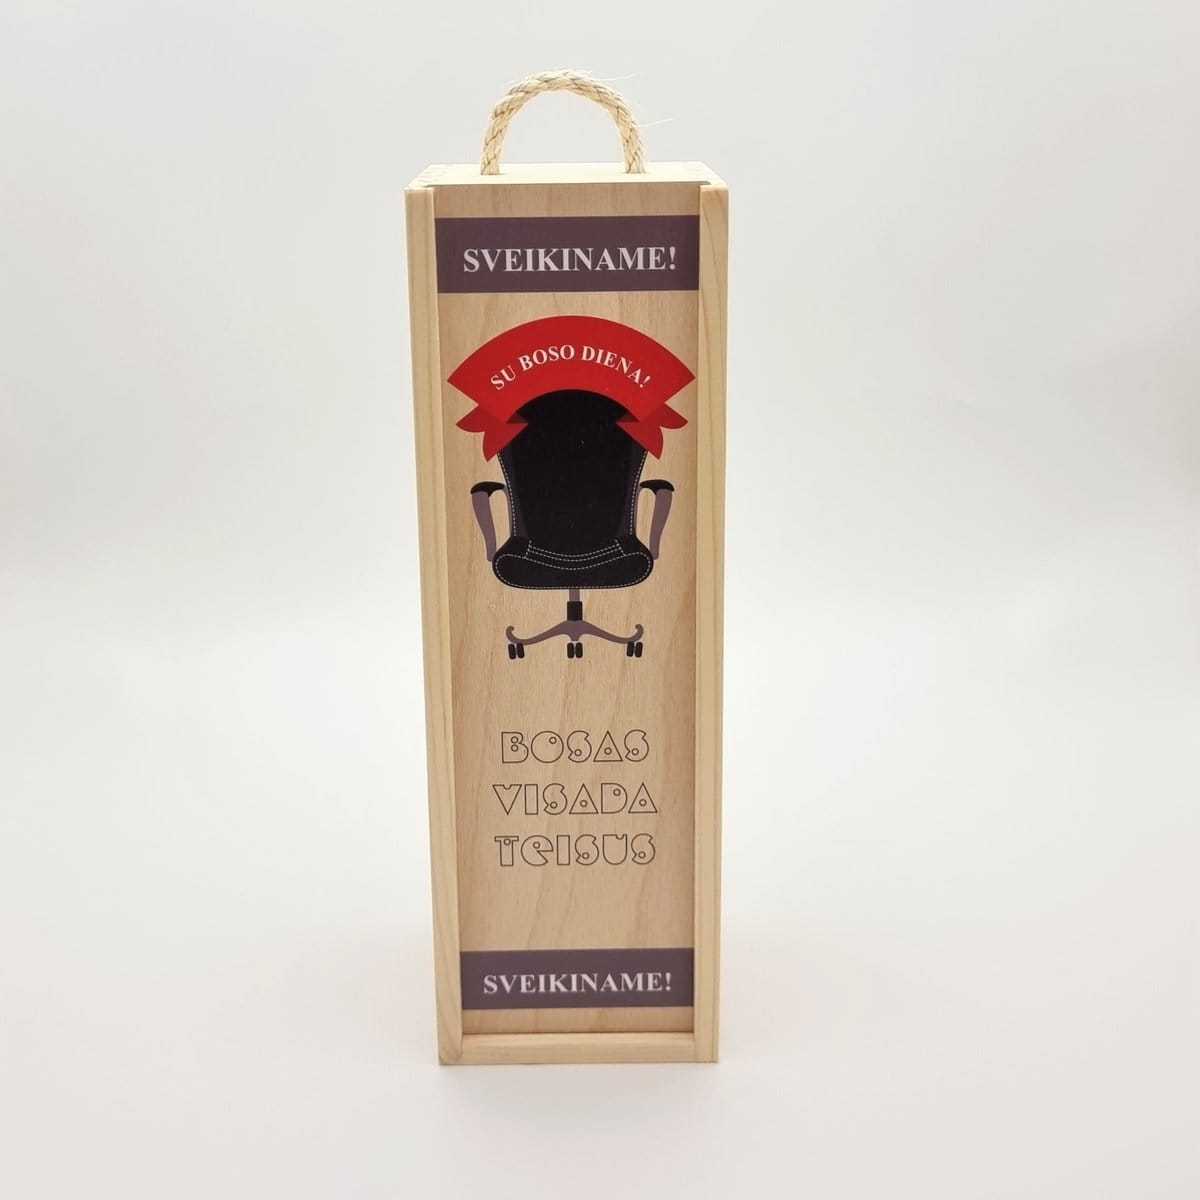 SVEIKINAME!
SU BOSO DIENA!
BOSAS
VISADA
TEISUS
SVEIKINAME!